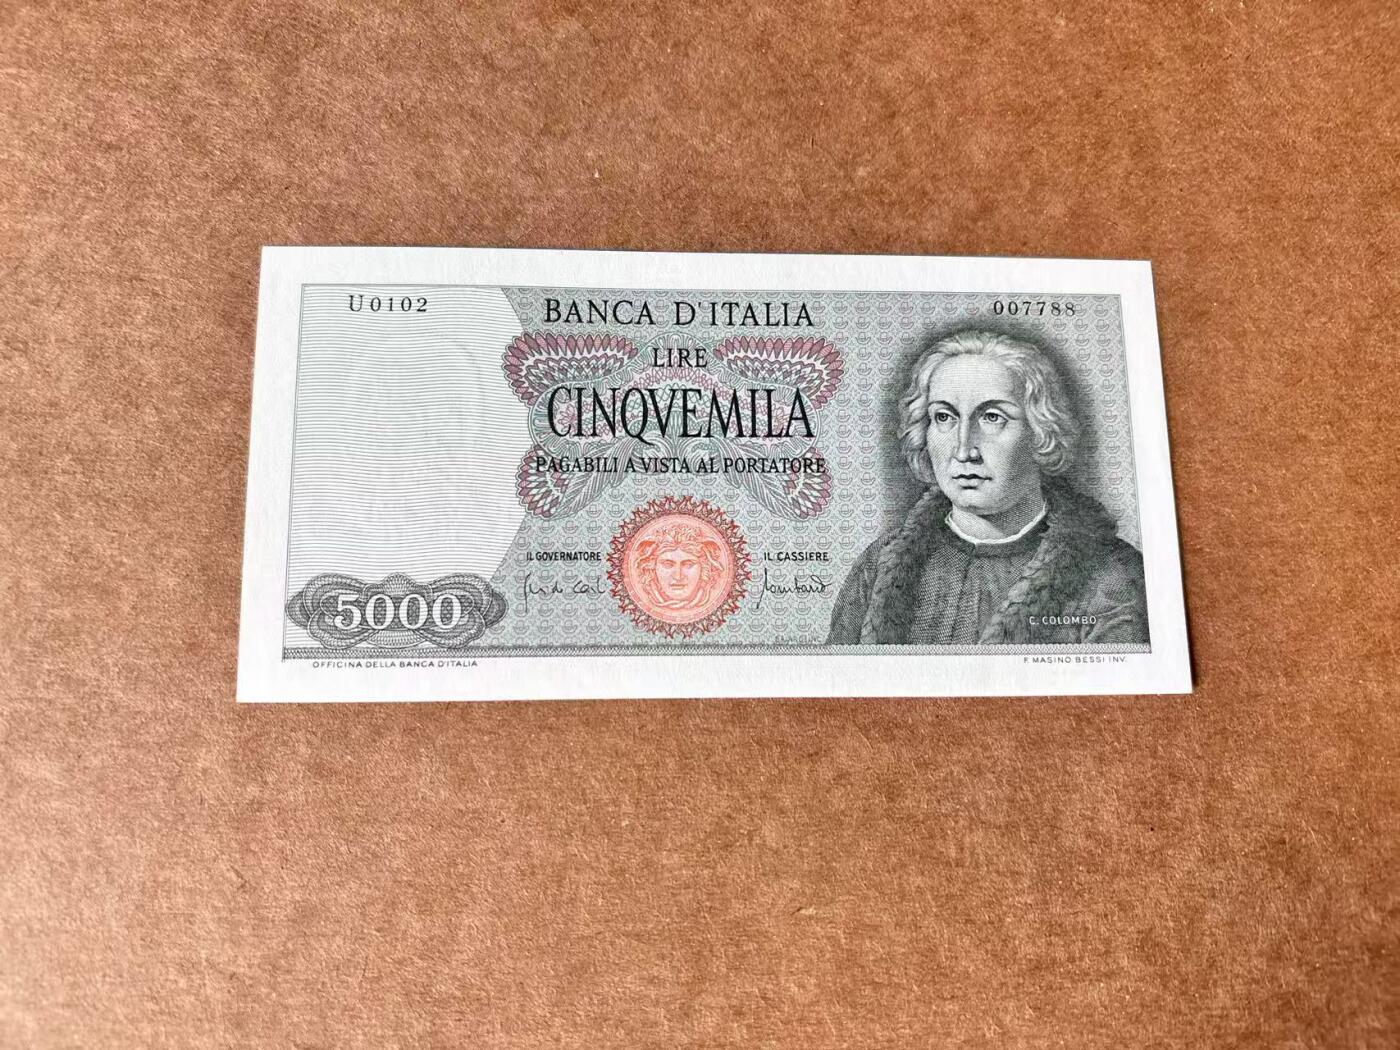 U0102
BANCA D'ITALIA
007788
LIRE
CINQVEMILA
PAGABILI A VISTA AL PORTATORE
IL GOVERNATORE
IL CASSIERE
5000
C. COLOMBO
OFFICINA DELLA BANCA D'ITALIA
F. MASINO BESSI INV.